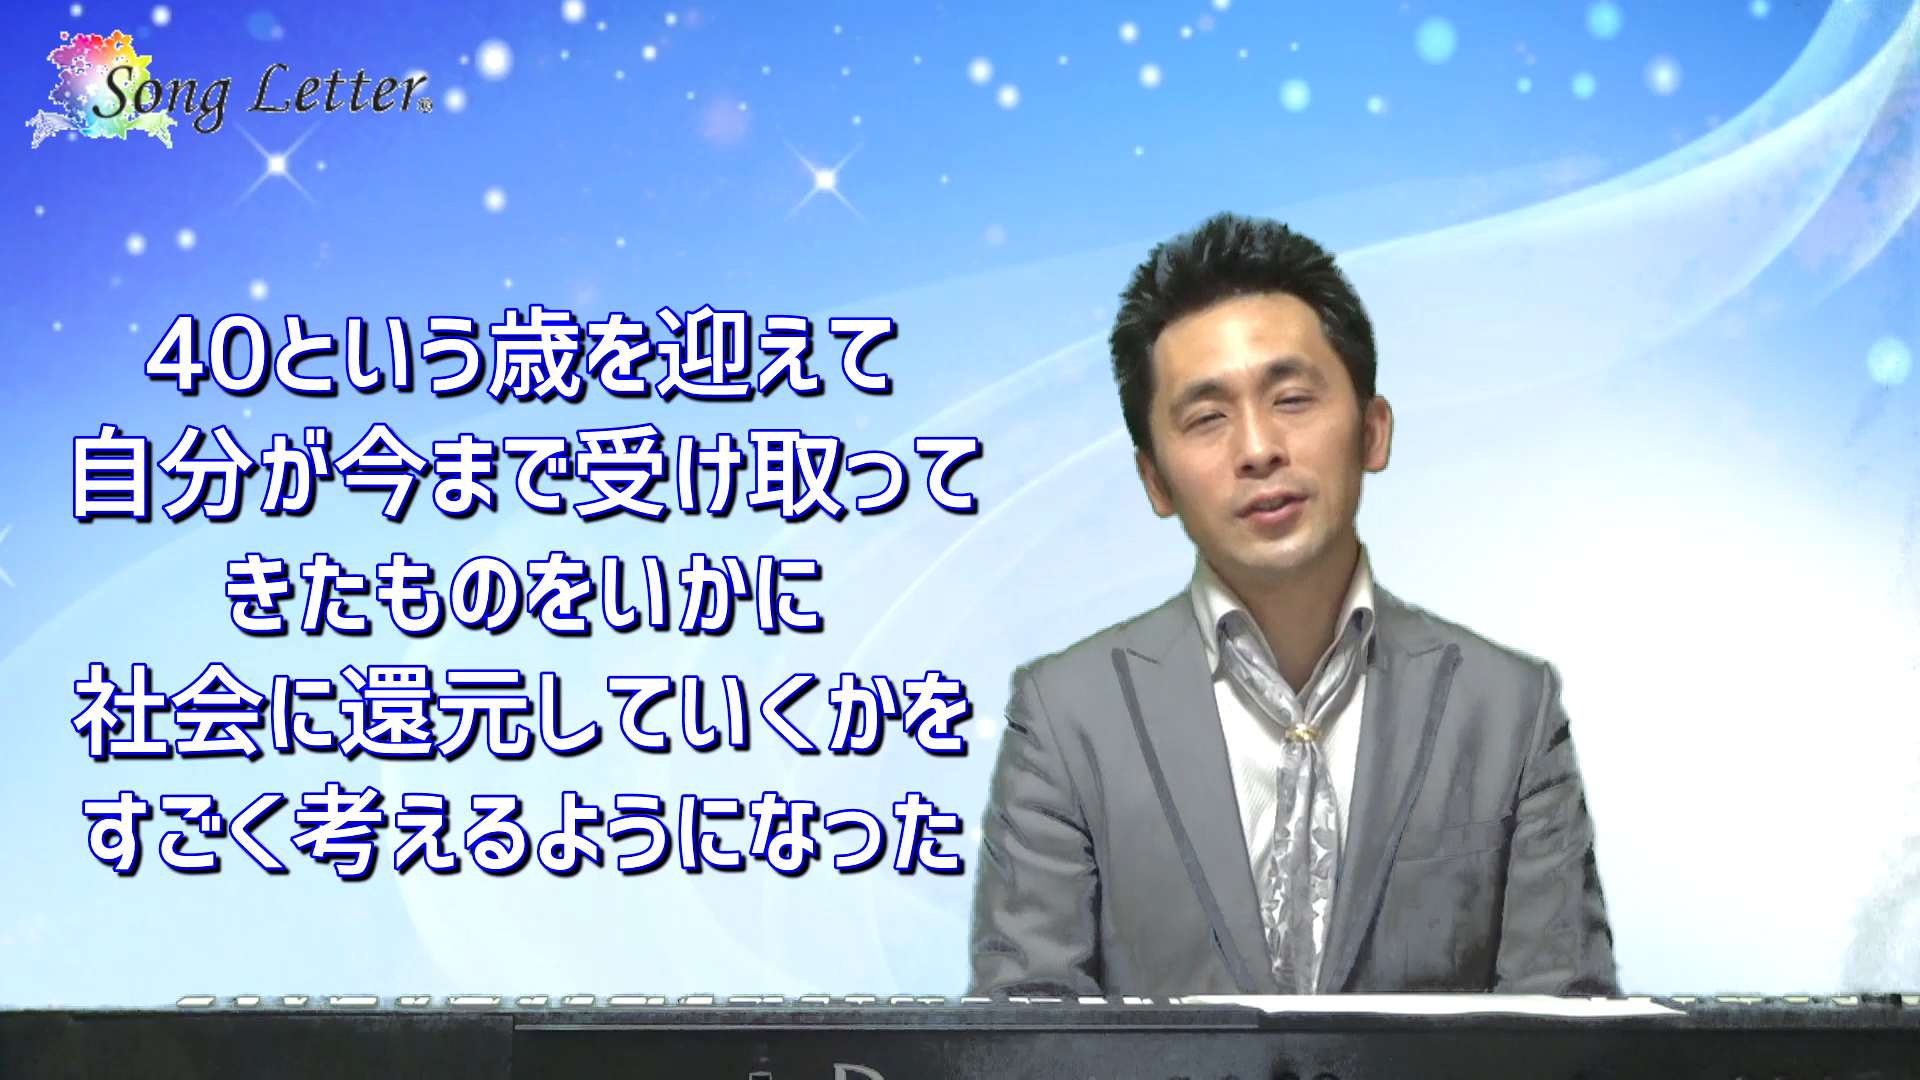 Song Letter®
40という歳を迎えて
自分が今まで受け取って
きたものをいかに
社会に還元していくかを
すごく考えるようになった